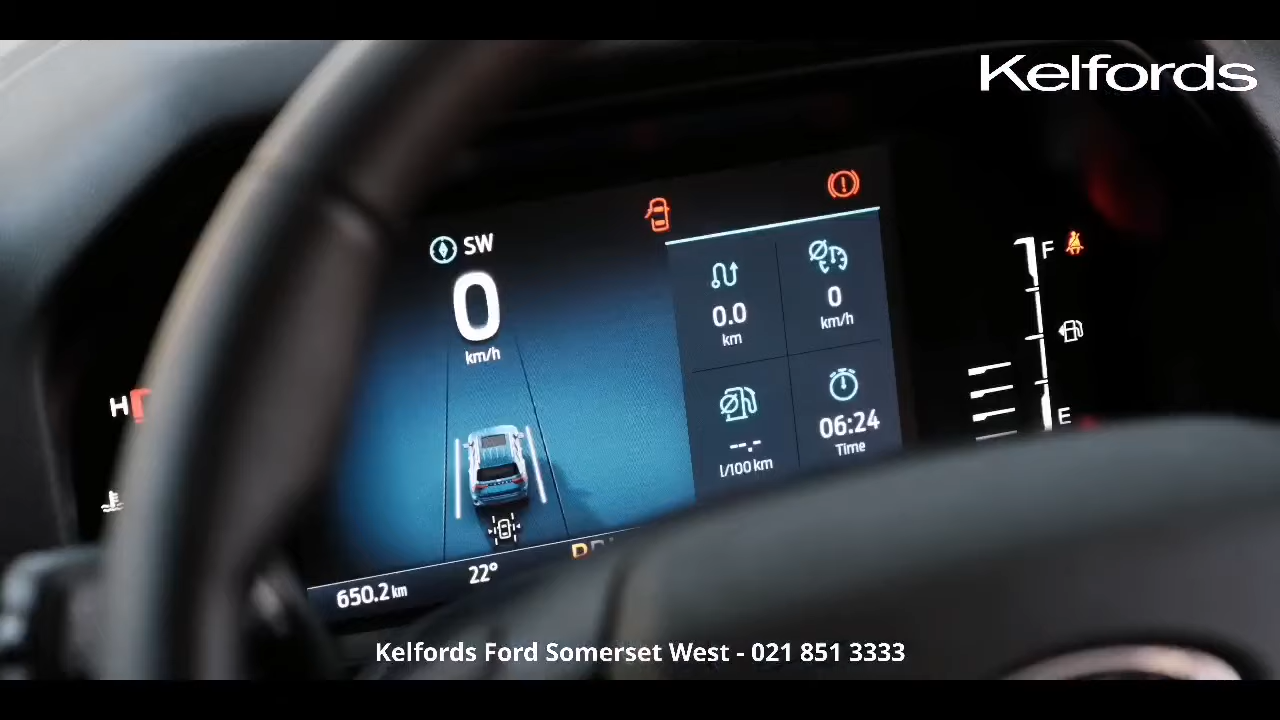 Kelfords
SW
0
km/h
0.0
km
0
km/h
--.-
l/100 km
06:24
Time
F
E
H
650.2 km
22°
P
Kelfords Ford Somerset West - 021 851 3333